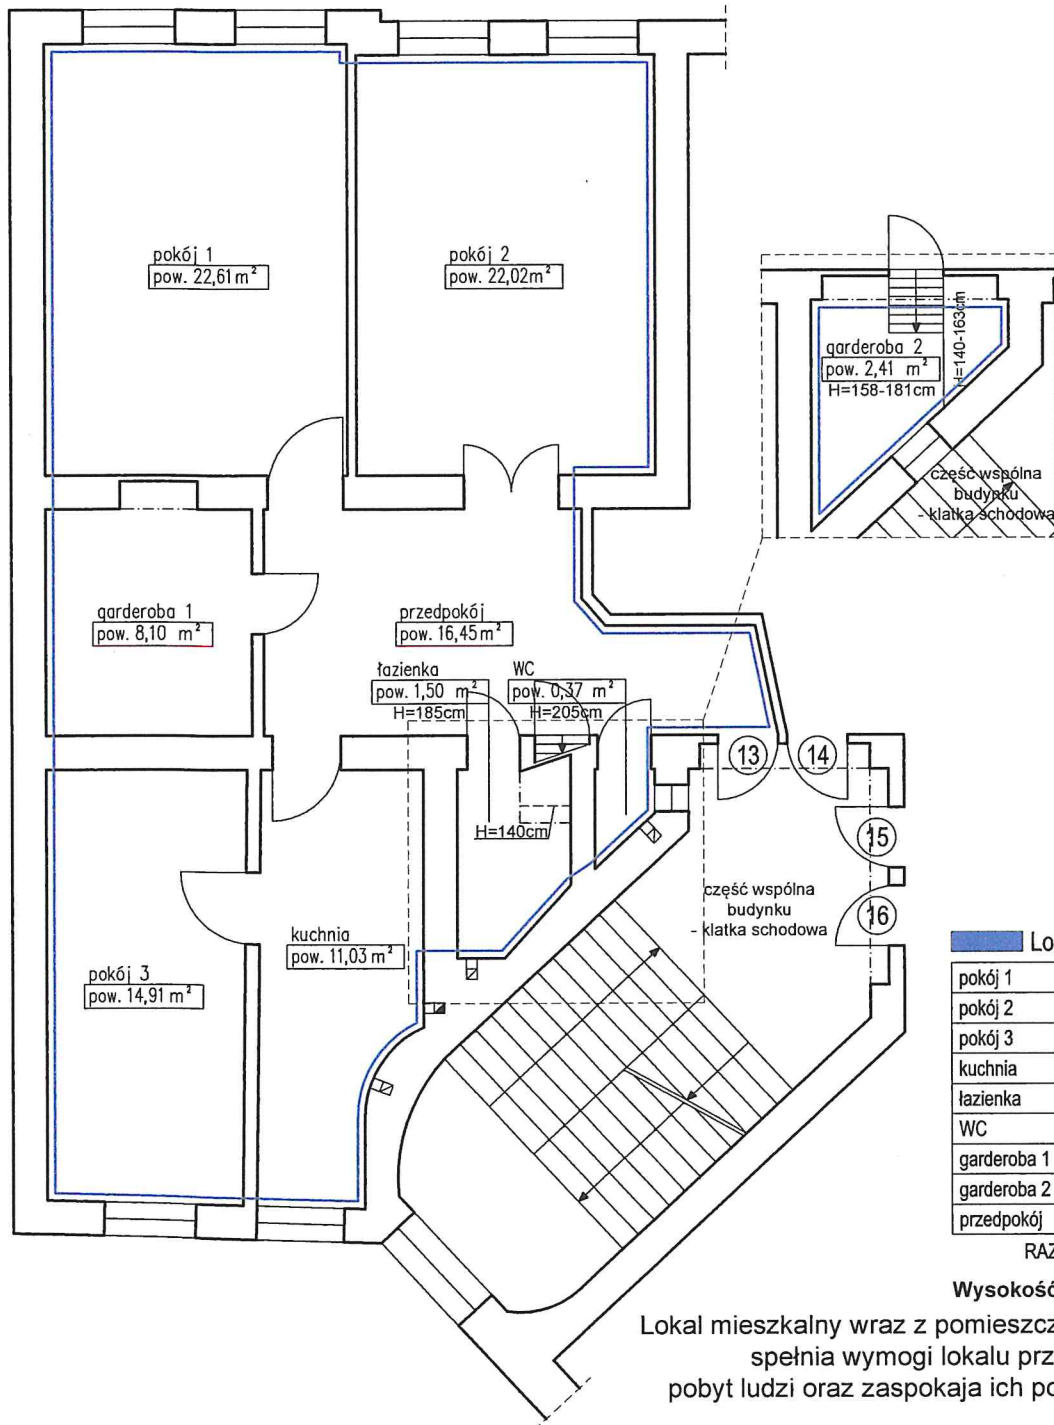 pokój 1
pow. 22,61 m²
pokój 2
pow. 22,02m²
garderoba 2
pow. 2,41 m²
H=158-181cm
H=140-163cm
część wspólna
budynku
- klatka schodowa
garderoba 1
pow. 8,10 m²
przedpokój
pow. 16,45m²
łazienka
pow. 1,50 m²
H=185cm
WC
pow. 0,37 m²
H=205cm
13
14
15
16
H=140cm
część wspólna
budynku
- klatka schodowa
kuchnia
pow. 11,03 m²
pokój 3
pow. 14,91 m²
Lo
pokój 1
pokój 2
pokój 3
kuchnia
łazienka
WC
garderoba 1
garderoba 2
przedpokój
RAZ
Wysokość
Lokal mieszkalny wraz z pomieszcz
spełnia wymogi lokalu prz
pobyt ludzi oraz zaspokaja ich po